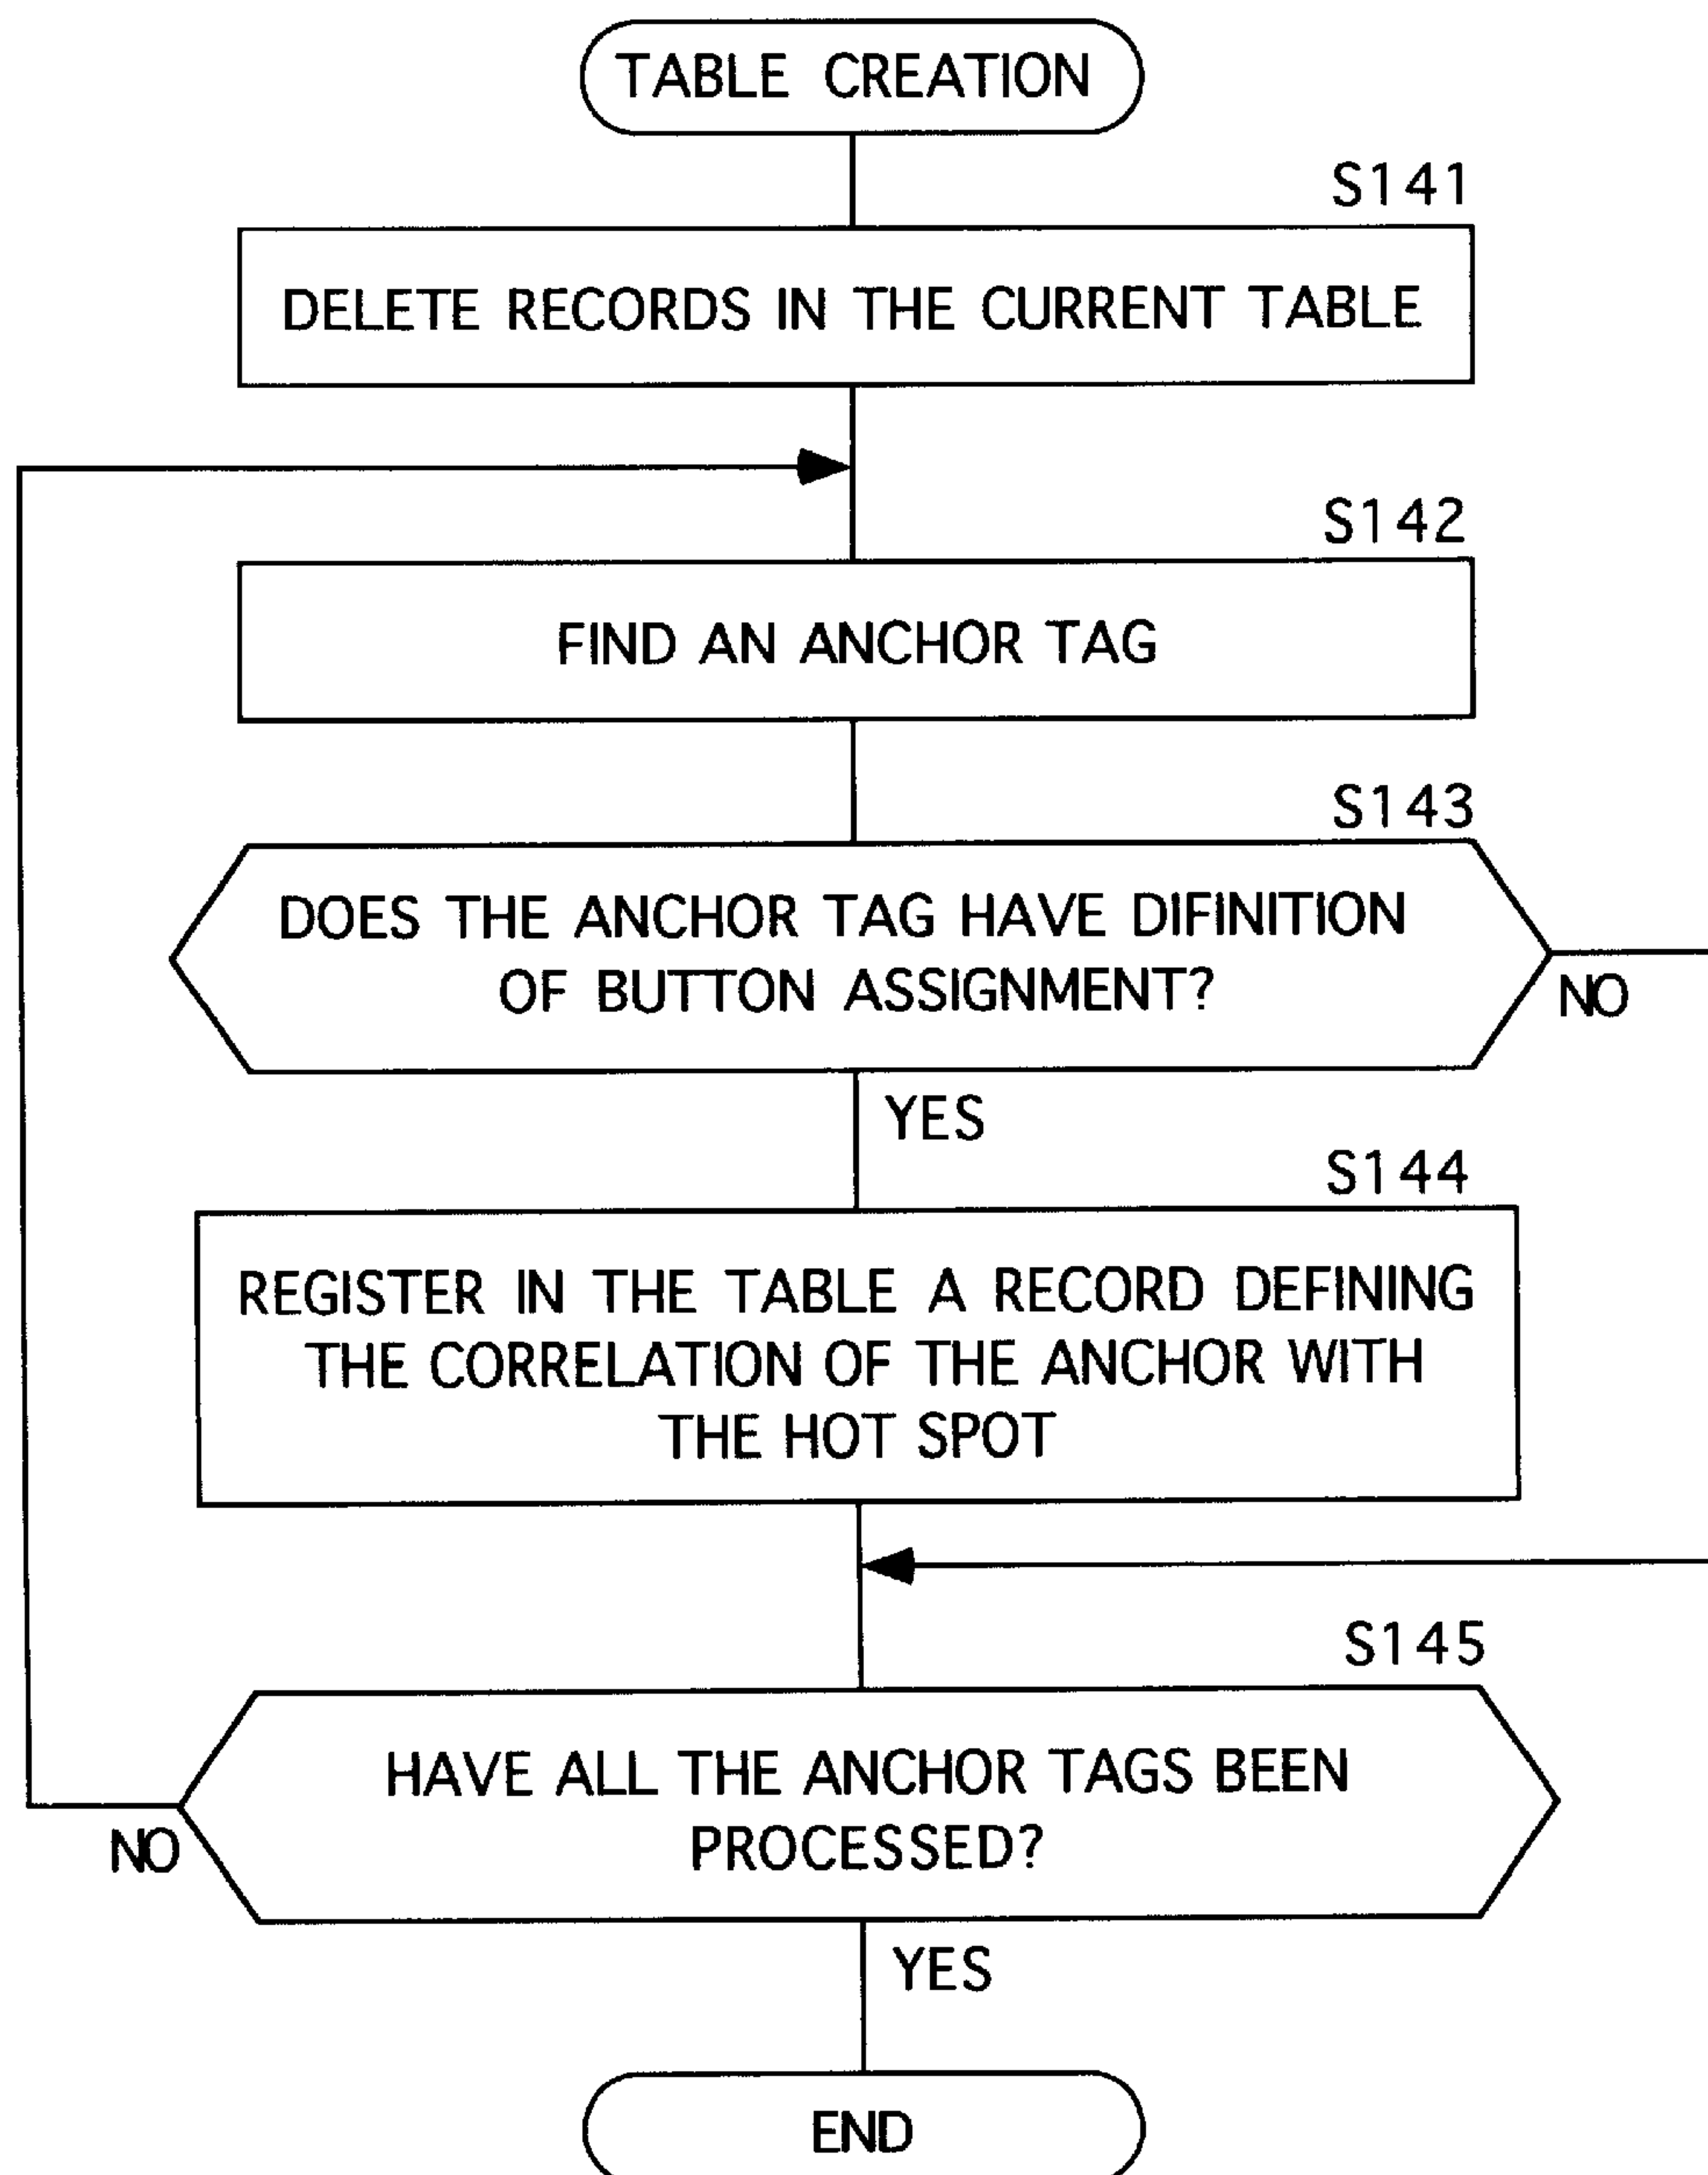 TABLE CREATION
S141
DELETE RECORDS IN THE CURRENT TABLE
S142
FIND AN ANCHOR TAG
S143
DOES THE ANCHOR TAG HAVE DIFINITION
OF BUTTON ASSIGNMENT?
NO
YES
S144
REGISTER IN THE TABLE A RECORD DEFINING
THE CORRELATION OF THE ANCHOR WITH
THE HOT SPOT
S145
HAVE ALL THE ANCHOR TAGS BEEN
PROCESSED?
NO
YES
END